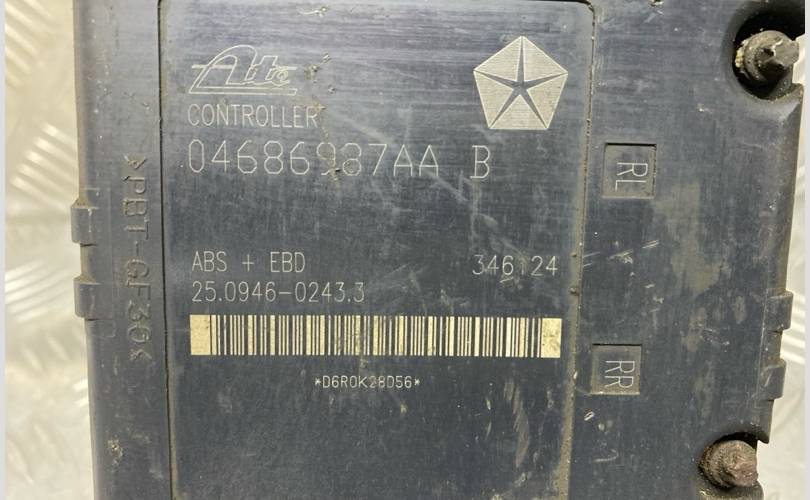 Ate
CONTROLLER
04686987AA B
ABS + EBD 346124
25.0946-0243.3
*D6R0K28D56*
RL
RR
>PBT-GF30<